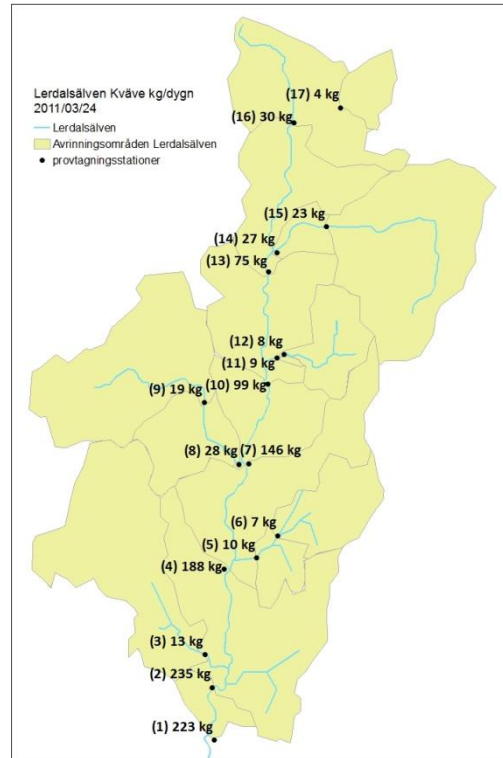 Lerdalsälven Kväve kg/dygn
2011/03/24
Lerdalsälven
Avrinningsområden Lerdalsälven
provtagningsstationer
(17) 4 kg
(16) 30 kg
(15) 23 kg
(14) 27 kg
(13) 75 kg
(12) 8 kg
(11) 9 kg
(10) 99 kg
(9) 19 kg
(8) 28 kg
(7) 146 kg
(6) 7 kg
(5) 10 kg
(4) 188 kg
(3) 13 kg
(2) 235 kg
(1) 223 kg